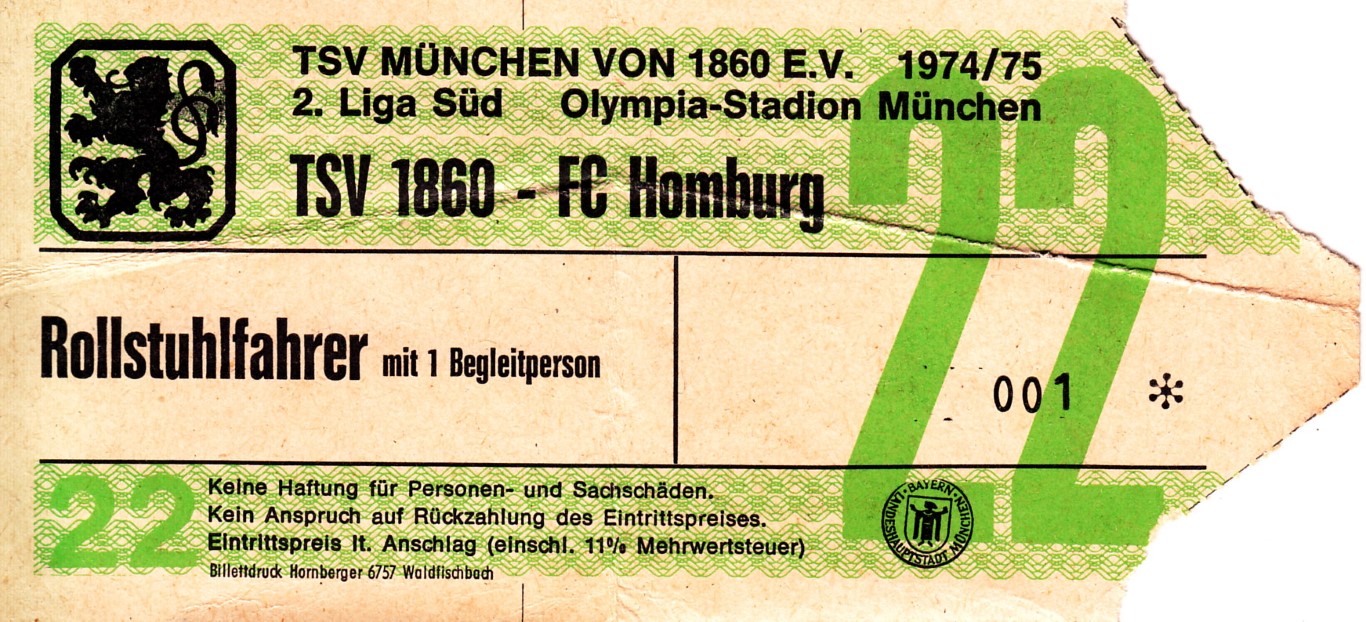 TSV MÜNCHEN VON 1860 E.V. 1974/75
2. Liga Süd Olympia-Stadion München
TSV 1860 - FC Homburg
22
Rollstuhlfahrer mit 1 Begleitperson
001 *
22
Keine Haftung für Personen- und Sachschäden.
Kein Anspruch auf Rückzahlung des Eintrittspreises.
Eintrittspreis lt. Anschlag (einschl. 11% Mehrwertsteuer)
Billettdruck Hornberger 6757 Waldfischbach
BAYERN · LANDESHAUPTSTADT MÜNCHEN ·